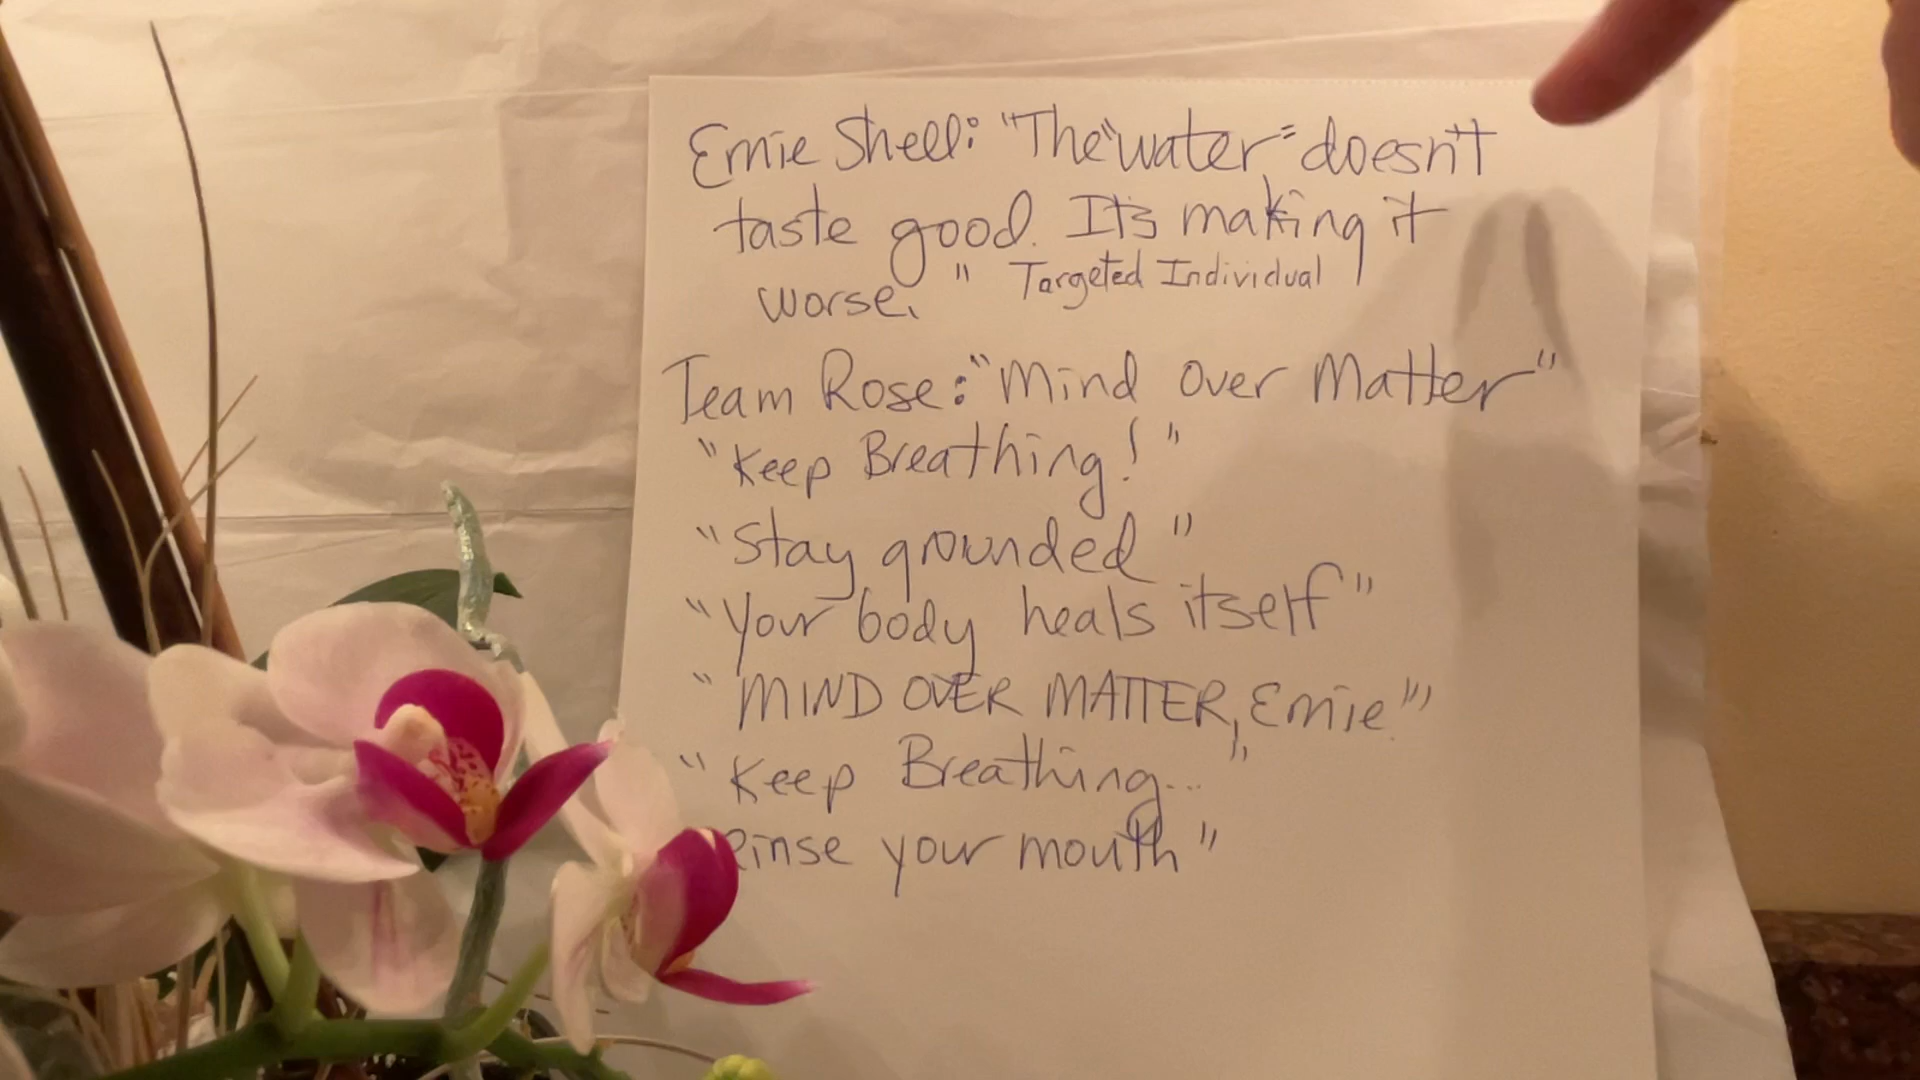 Ernie Shell: "The "water" doesn't
taste good. It's making it
worse." Targeted Individual
Team Rose: "Mind Over Matter"
"Keep Breathing!"
"Stay grounded"
"Your body heals itself"
"MIND OVER MATTER, Ernie"
"Keep Breathing..."
Rinse your mouth"